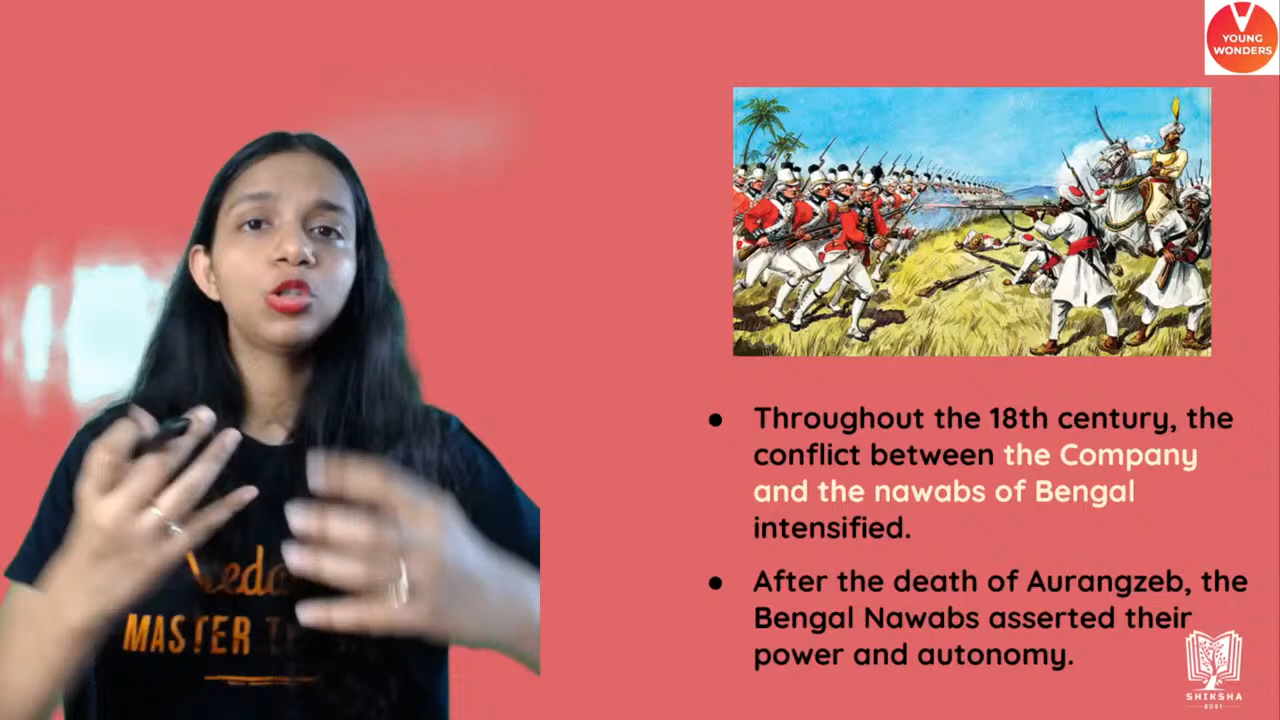 YOUNG
WONDERS
Throughout the 18th century, the
conflict between the Company
and the nawabs of Bengal
intensified.
After the death of Aurangzeb, the
Bengal Nawabs asserted their
power and autonomy.
MASTER
SHIKSHA
2021